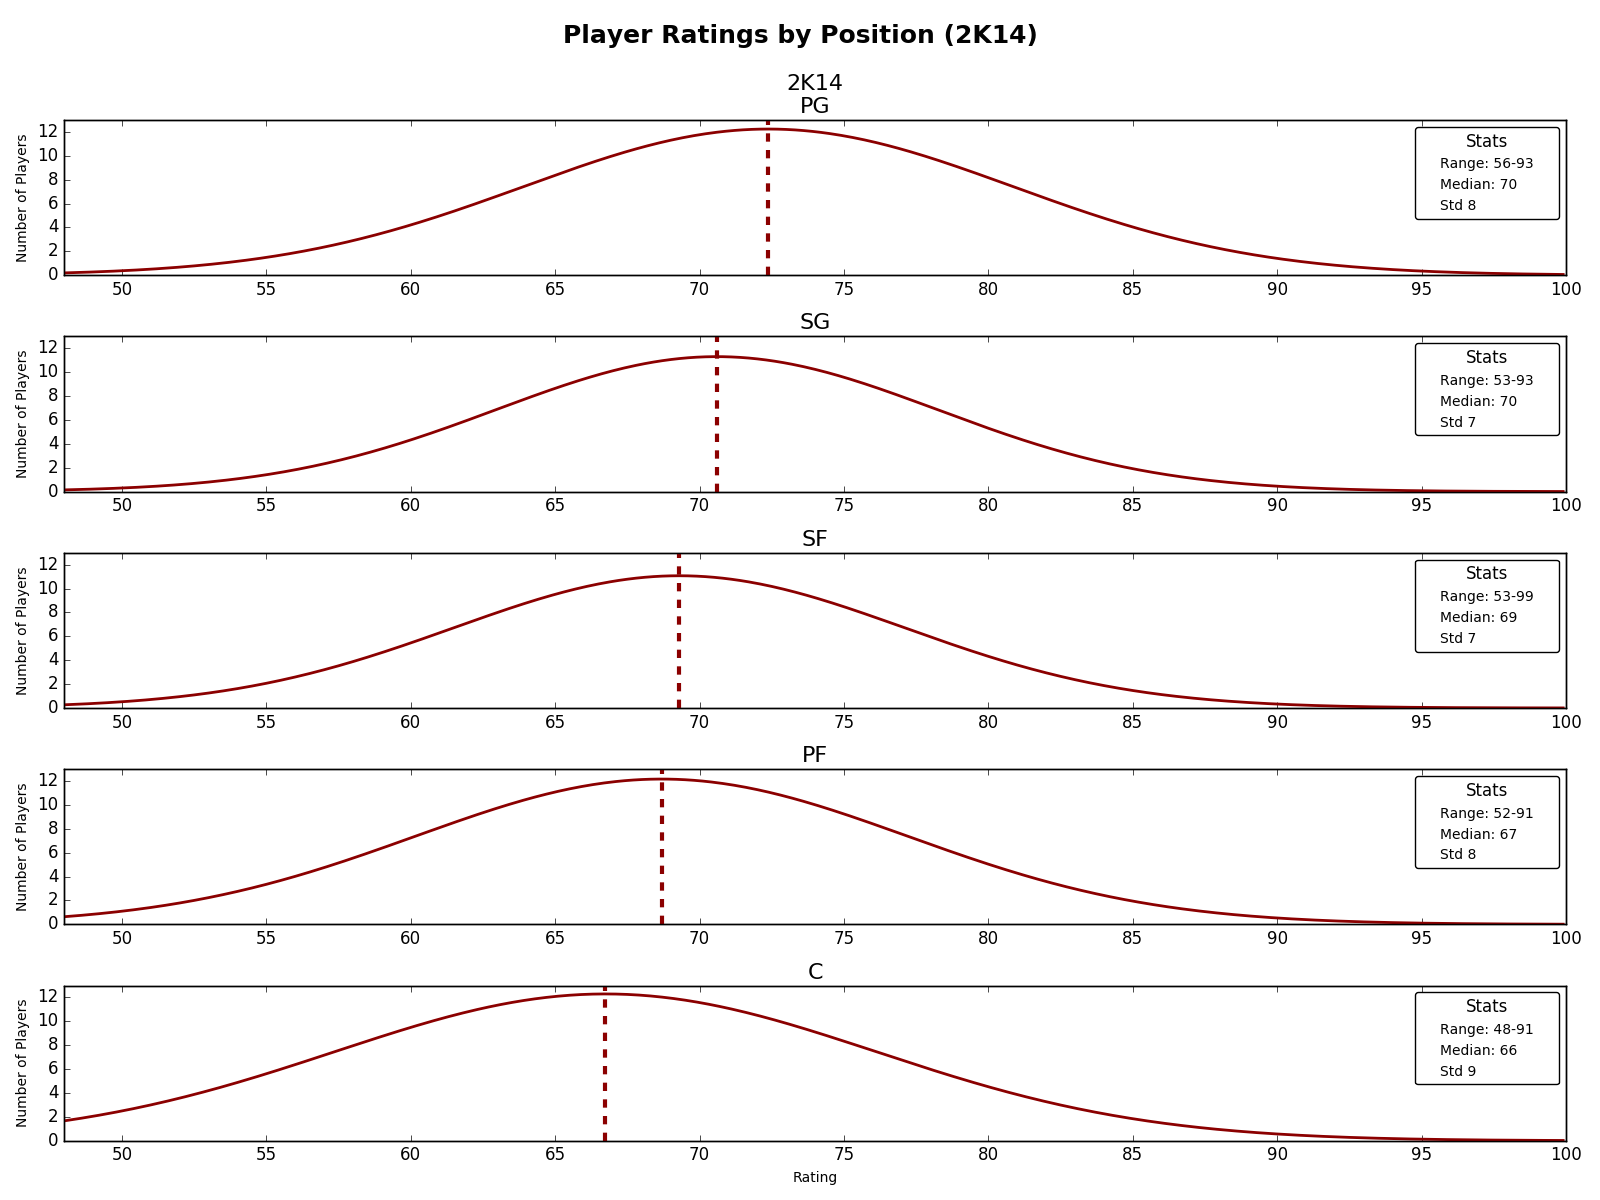 Player Ratings by Position (2K14)
2K14
PG
Number of Players
12
10
8
6
4
2
0
50 55 60 65 70 75 80 85 90 95 100
Stats
Range: 56-93
Median: 70
Std 8
SG
Number of Players
12
10
8
6
4
2
0
50 55 60 65 70 75 80 85 90 95 100
Stats
Range: 53-93
Median: 70
Std 7
SF
Number of Players
12
10
8
6
4
2
0
50 55 60 65 70 75 80 85 90 95 100
Stats
Range: 53-99
Median: 69
Std 7
PF
Number of Players
12
10
8
6
4
2
0
50 55 60 65 70 75 80 85 90 95 100
Stats
Range: 52-91
Median: 67
Std 8
C
Number of Players
12
10
8
6
4
2
0
50 55 60 65 70 75 80 85 90 95 100
Stats
Range: 48-91
Median: 66
Std 9
Rating